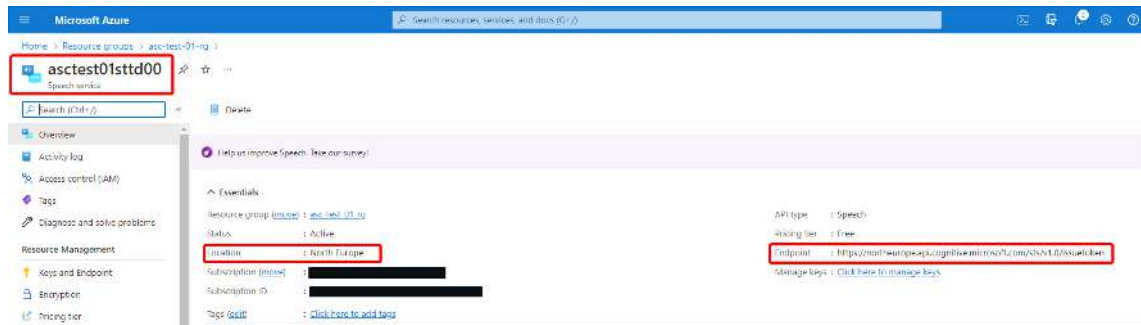 Microsoft Azure
Search resources, services, and docs (G+/)
Home > Resource groups > asc-test-01-rg >
asctest01sttd00
Speech service
Search (Ctrl+/)
Delete
Overview
Activity log
Access control (IAM)
Tags
Diagnose and solve problems
Resource Management
Keys and Endpoint
Encryption
Pricing tier
Help us improve Speech. Take our survey!
Essentials
Resource group (move) : asc-test-01-rg
Status : Active
Location : North Europe
Subscription (move) :
Subscription ID :
Tags (edit) : Click here to add tags
API type : Speech
Pricing tier : Free
Endpoint : https://northeurope.api.cognitive.microsoft.com/sts/v1.0/issuetoken
Manage keys : Click here to manage keys